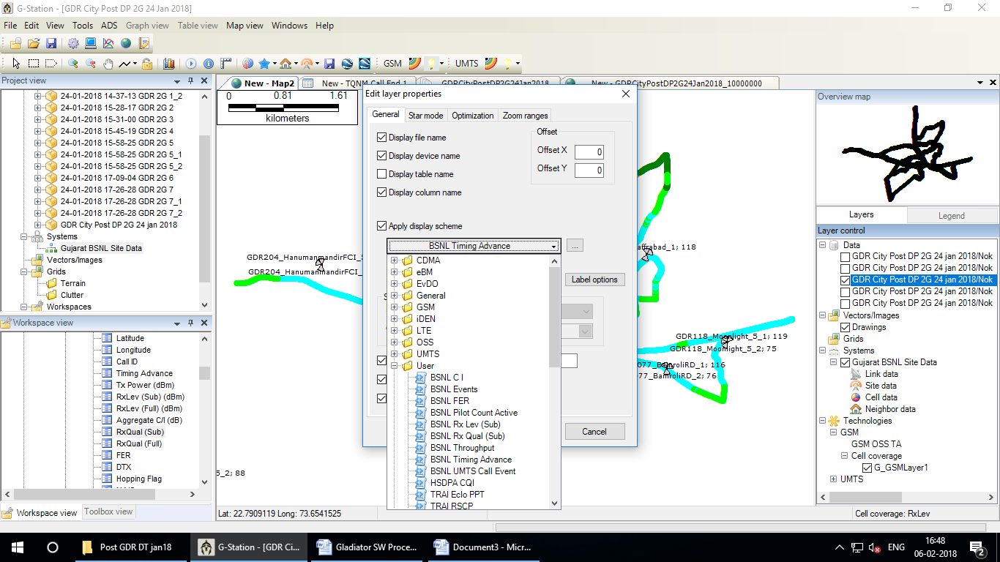 G-Station - [GDR City Post DP 2G 24 Jan 2018]
File Edit View Tools ADS Graph view Table view Map view Windows Help
GSM UMTS
Project view
24-01-2018 14-37-13 GDR 2G 1_2
24-01-2018 15-28-17 GDR 2G 2
24-01-2018 15-31-00 GDR 2G 3
24-01-2018 15-45-19 GDR 2G 4
24-01-2018 15-58-25 GDR 2G 5
24-01-2018 15-58-25 GDR 2G 5_1
24-01-2018 15-58-25 GDR 2G 5_2
24-01-2018 17-09-04 GDR 2G 6
24-01-2018 17-26-28 GDR 2G 7
24-01-2018 17-26-28 GDR 2G 7_1
24-01-2018 17-26-28 GDR 2G 7_2
GDR City Post DP 2G 24 jan 2018
Systems
Gujarat BSNL Site Data
Vectors/Images
Grids
Terrain
Clutter
Workspaces
Workspace view
Latitude
Longitude
Call ID
Timing Advance
Tx Power (dBm)
RxLev (Sub) (dBm)
RxLev (Full) (dBm)
Aggregate C/I (dB)
RxQual (Sub)
RxQual (Full)
FER
DTX
Hopping Flag
Workspace view Toolbox view
New - Map2 New - TQNM Call End 1 GDRCityPostDP2G24Jan2018 New - GDRCityPostDP2G24Jan2018_10000000
0 0.81 1.61
kilometers
GDR204_HanumanmandirFCI_5
GDR204_HanumanmandirFCI_
5_2; 88
affrabad_1; 118
GDR118_Moonlight_5_1; 119
GDR118_Moonlight_5_2; 75
077_BamroliRD_1; 116
77_BamroliRD_2; 76
Edit layer properties
General Star mode Optimization Zoom ranges
Display file name
Display device name
Display table name
Display column name
Offset
Offset X 0
Offset Y 0
Apply display scheme
BSNL Timing Advance ...
CDMA
eBM
EvDO
General
GSM
iDEN
LTE
OSS
UMTS
User
BSNL C I
BSNL Events
BSNL FER
BSNL Pilot Count Active
BSNL Rx Lev (Sub)
BSNL Rx Qual (Sub)
BSNL Throughput
BSNL Timing Advance
BSNL UMTS Call Event
HSDPA CQI
TRAI EcIo PPT
TRAI RSCP
Label options
Cancel
Lat: 22.7909119 Long: 73.6541525
Overview map
Layers Legend
Layer control
Data
GDR City Post DP 2G 24 jan 2018/Nok
GDR City Post DP 2G 24 jan 2018/Nok
GDR City Post DP 2G 24 jan 2018/Nok
GDR City Post DP 2G 24 jan 2018/Nok
GDR City Post DP 2G 24 jan 2018/Nok
Vectors/Images
Drawings
Grids
Systems
Gujarat BSNL Site Data
Link data
Site data
Cell data
Neighbor data
Technologies
GSM
GSM OSS TA
Cell coverage
G_GSMLayer1
UMTS
Cell coverage: RxLev
Post GDR DT jan18
G-Station - [GDR Ci...
Gladiator SW Proce...
Document3 - Micr...
ENG
16:48
06-02-2018
2